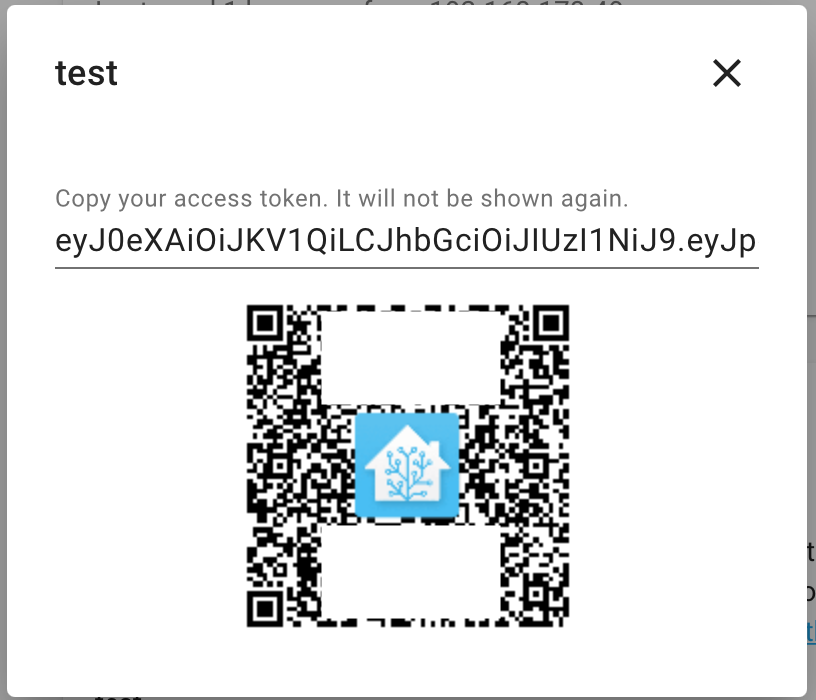 test
Copy your access token. It will not be shown again.
eyJ0eXAiOiJKV1QiLCJhbGciOiJIUzI1NiJ9.eyJp